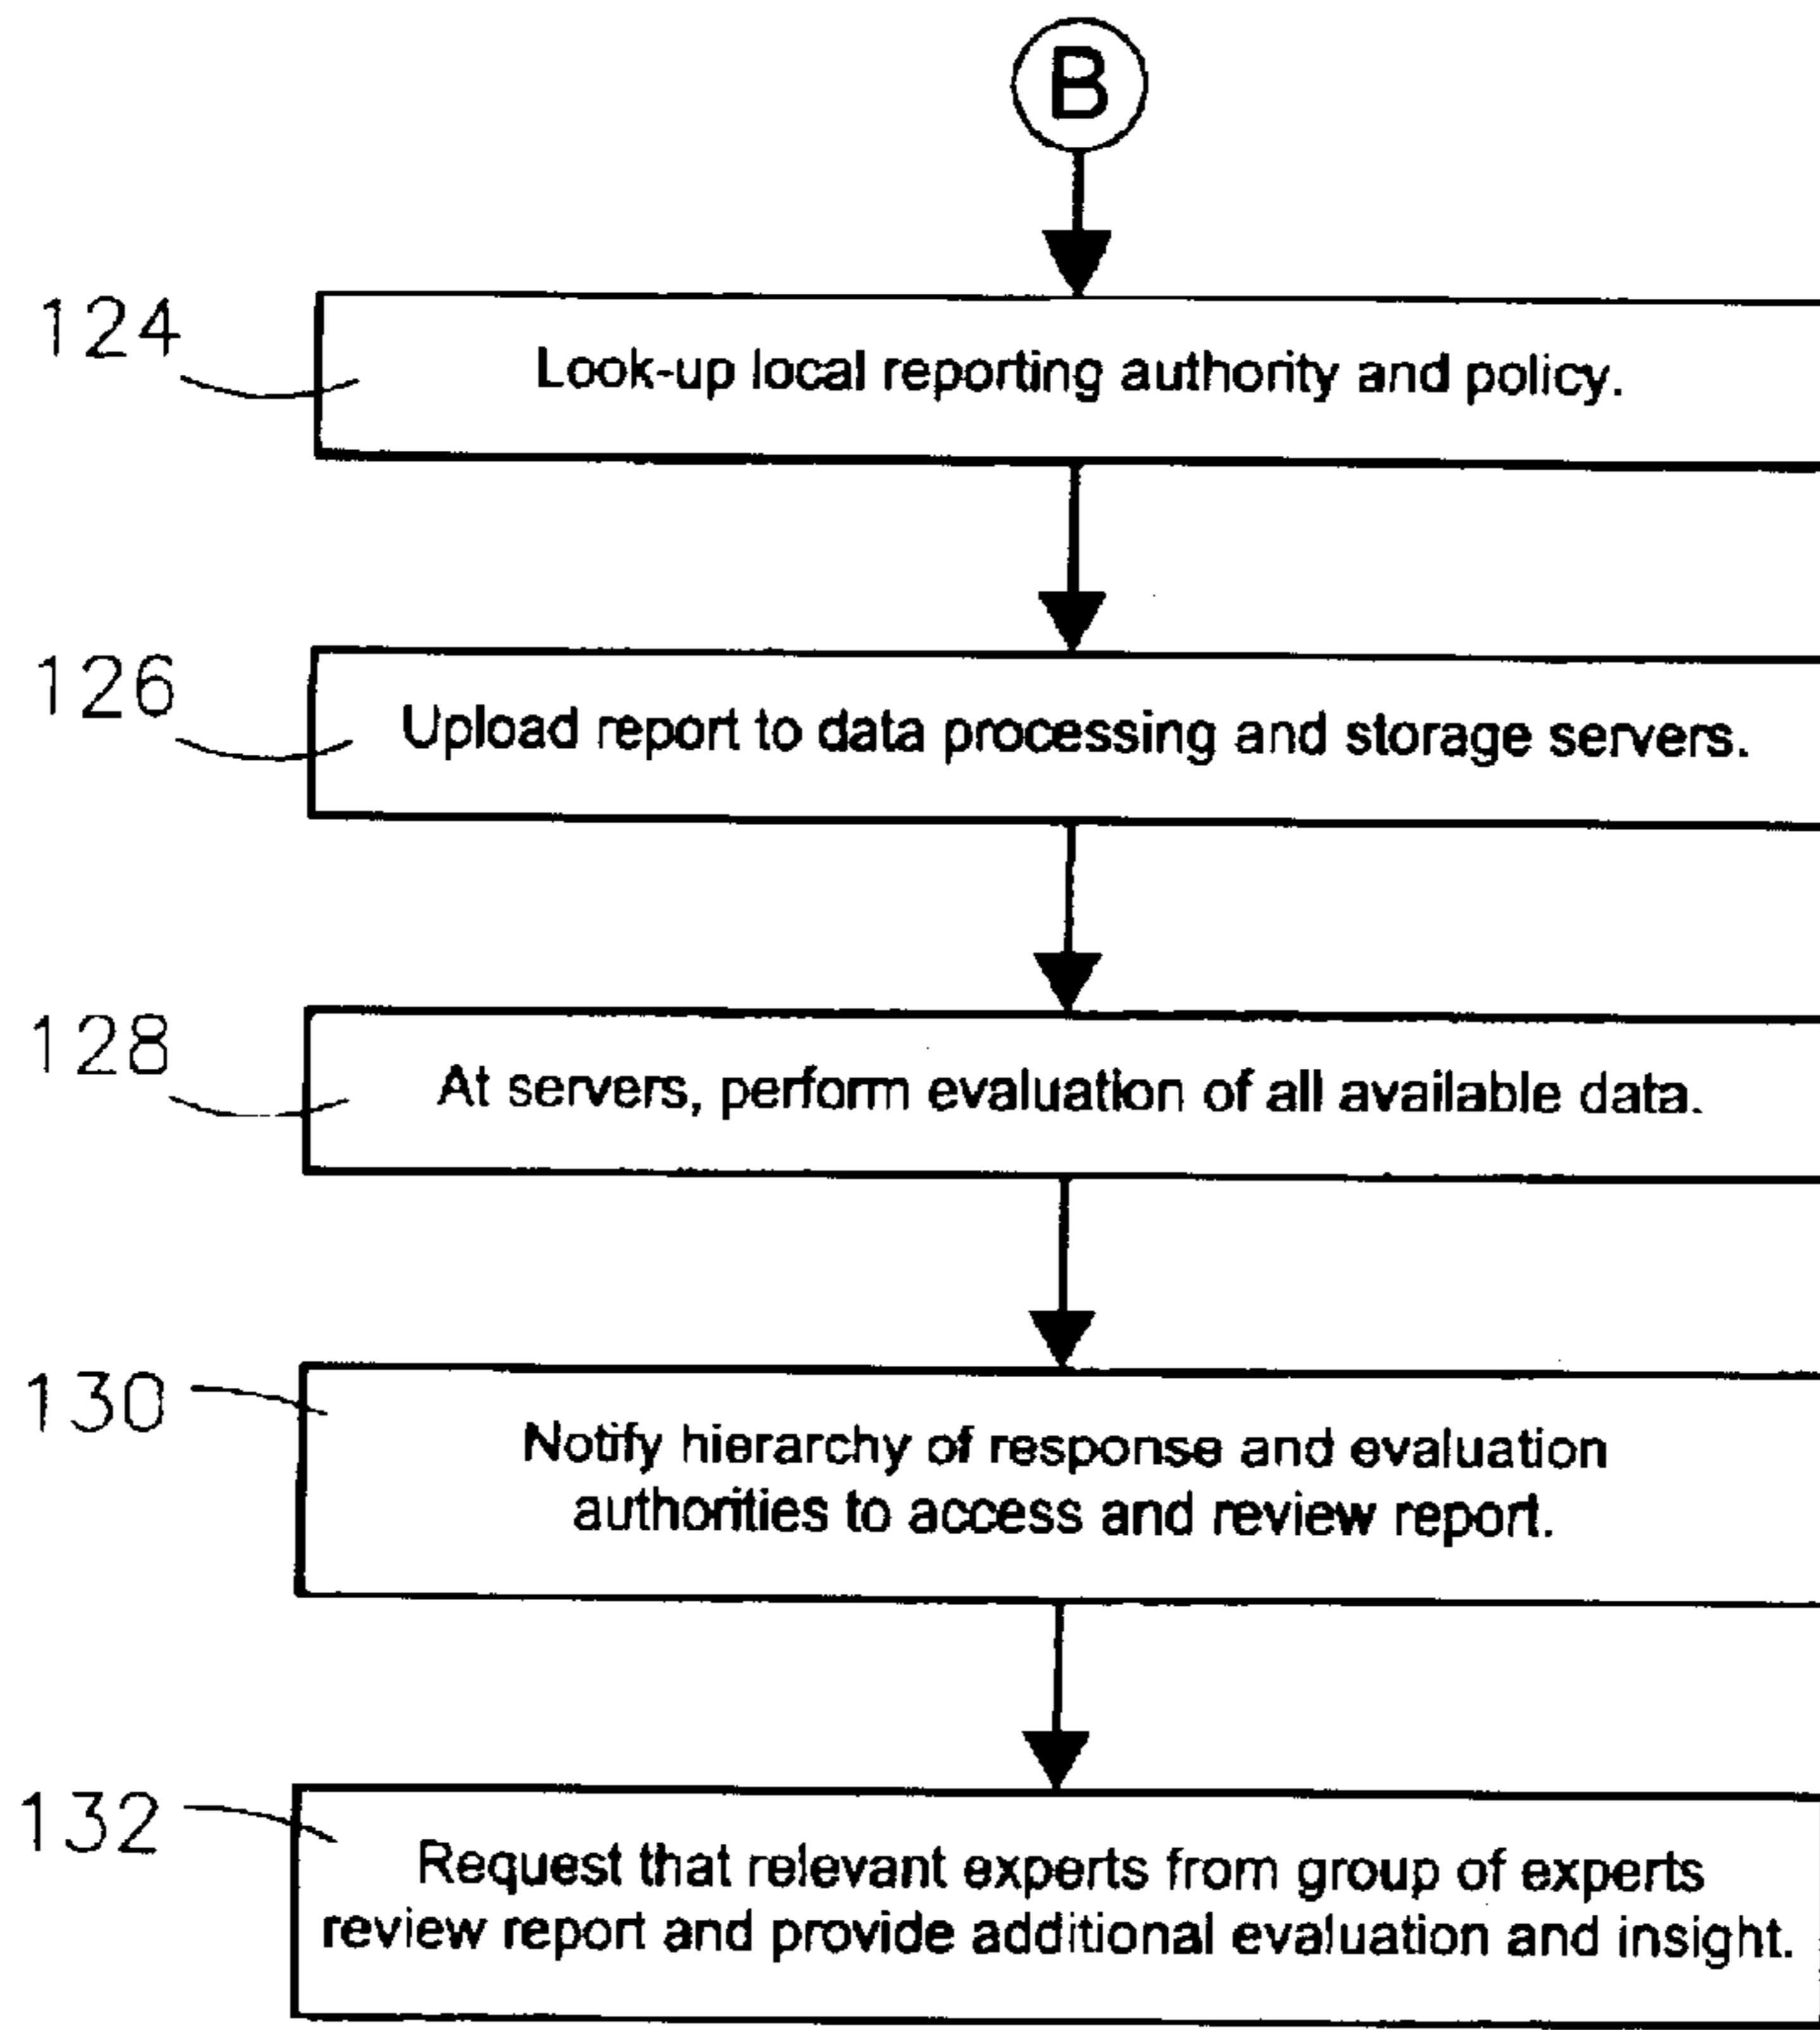 B
124
Look-up local reporting authority and policy.
126
Upload report to data processing and storage servers.
128
At servers, perform evaluation of all available data.
130
Notify hierarchy of response and evaluation
authorities to access and review report.
132
Request that relevant experts from group of experts
review report and provide additional evaluation and insight.